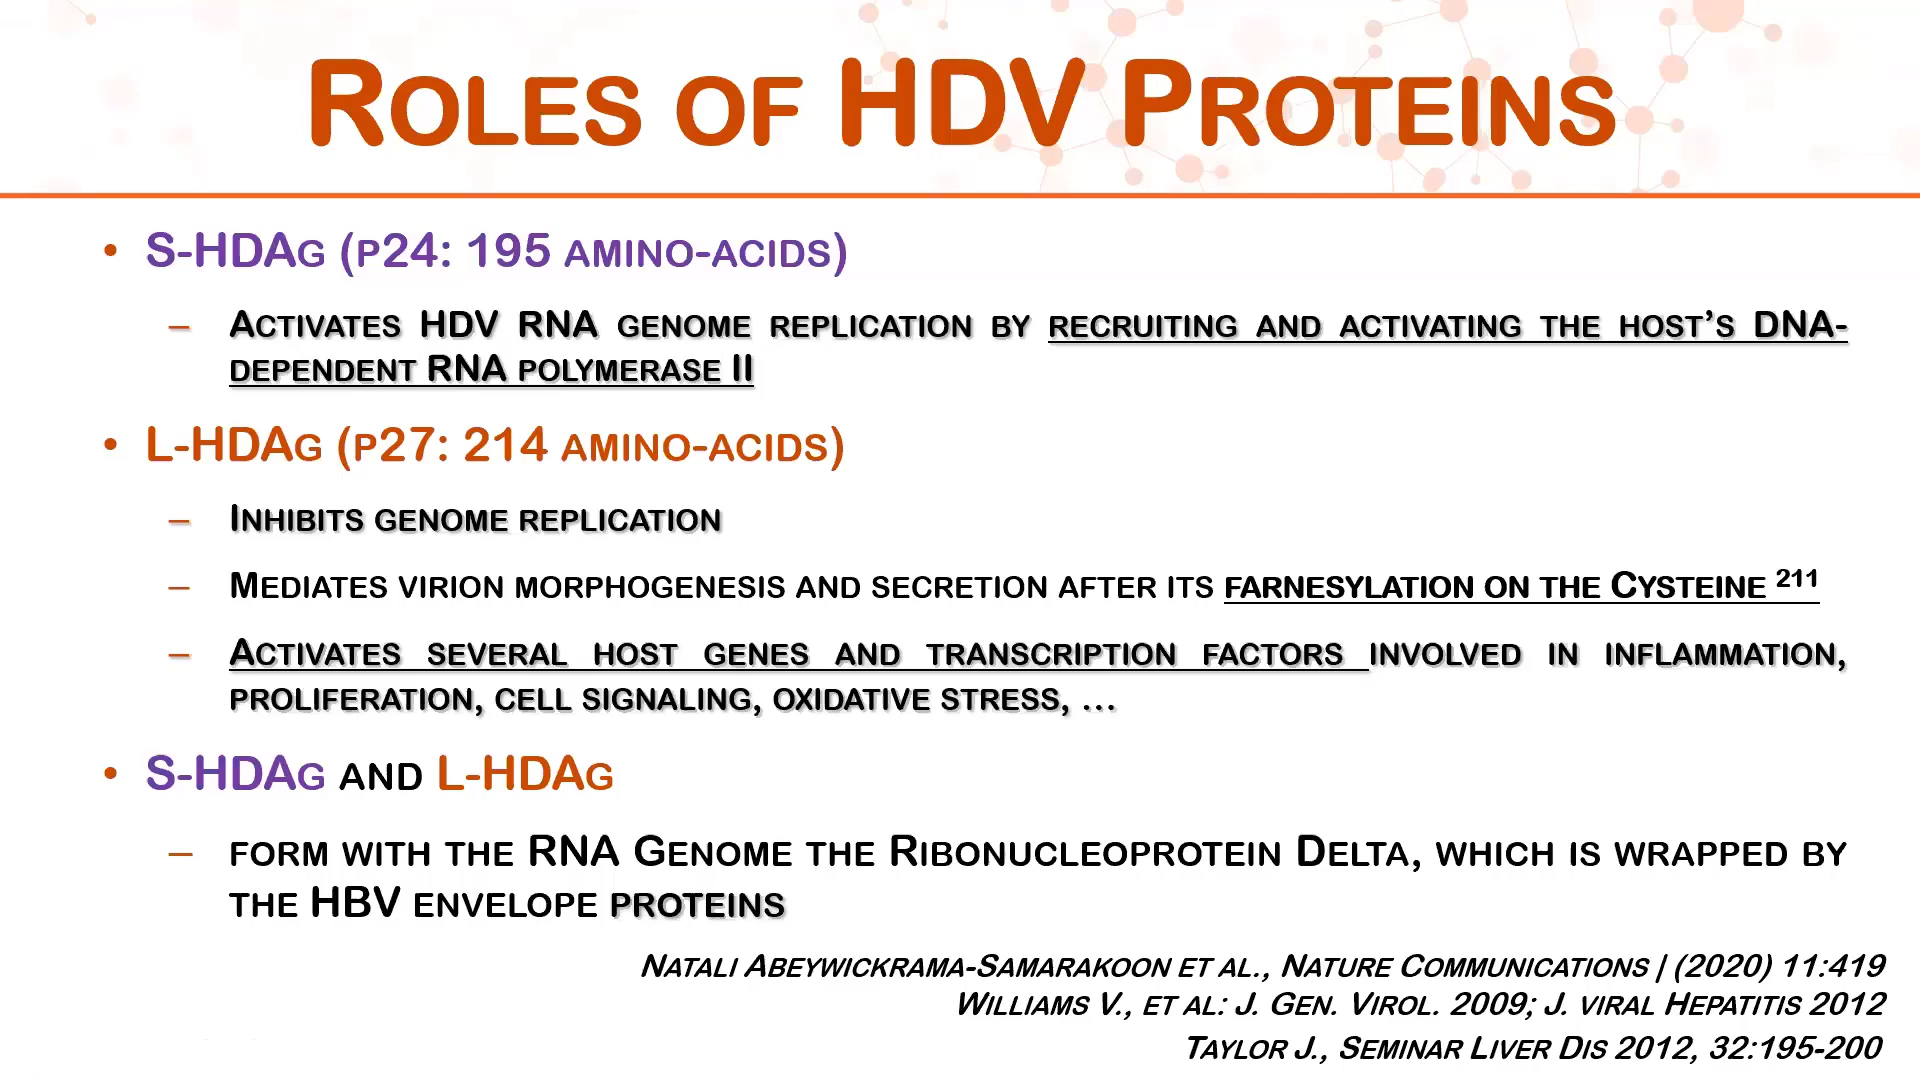 Roles of HDV Proteins
• S-HDAg (p24: 195 amino-acids)
– Activates HDV RNA genome replication by recruiting and activating the host’s DNA-
dependent RNA polymerase II
• L-HDAg (p27: 214 amino-acids)
– Inhibits genome replication
– Mediates virion morphogenesis and secretion after its farnesylation on the Cysteine 211
– Activates several host genes and transcription factors involved in inflammation,
proliferation, cell signaling, oxidative stress, …
• S-HDAg and L-HDAg
– form with the RNA Genome the Ribonucleoprotein Delta, which is wrapped by
the HBV envelope proteins
Natali Abeywickrama-Samarakoon et al., Nature Communications | (2020) 11:419
Williams V., et al: J. Gen. Virol. 2009; J. viral Hepatitis 2012
Taylor J., Seminar Liver Dis 2012, 32:195-200